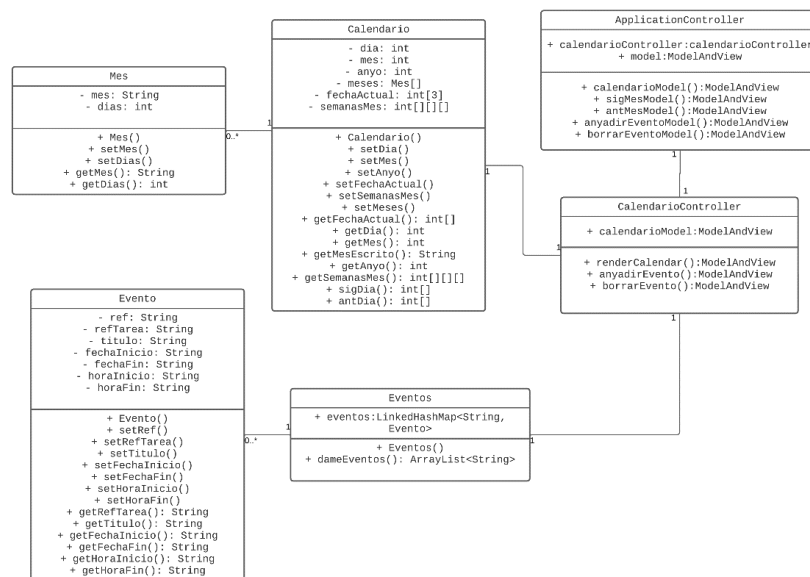 Calendario
- dia: int
- mes: int
- anyo: int
- meses: Mes[]
- fechaActual: int[3]
- semanasMes: int[][][]
+ Calendario()
+ setDia()
+ setMes()
+ setAnyo()
+ setFechaActual()
+ setSemanasMes()
+ setMeses()
+ getFechaActual(): int[]
+ getDia(): int
+ getMes(): int
+ getMesEscrito(): String
+ getAnyo(): int
+ getSemanasMes(): int[][][]
+ sigDia(): int[]
+ antDia(): int[]
ApplicationController
+ calendarioController:calendarioController
+ model:ModelAndView
+ calendarioModel():ModelAndView
+ sigMesModel():ModelAndView
+ antMesModel():ModelAndView
+ anyadirEventoModel():ModelAndView
+ borrarEventoModel():ModelAndView
Mes
- mes: String
- dias: int
+ Mes()
+ setMes()
+ setDias()
+ getMes(): String
+ getDias(): int
0..*
1
1
1
1
1
CalendarioController
+ calendarioModel:ModelAndView
+ renderCalendar():ModelAndView
+ anyadirEvento():ModelAndView
+ borrarEvento():ModelAndView
1
Evento
- ref: String
- refTarea: String
- titulo: String
- fechaInicio: String
- fechaFin: String
- horaInicio: String
- horaFin: String
+ Evento()
+ setRef()
+ setRefTarea()
+ setTitulo()
+ setFechaInicio()
+ setFechaFin()
+ setHoraInicio()
+ setHoraFin()
+ getRefTarea(): String
+ getTitulo(): String
+ getFechaInicio(): String
+ getFechaFin(): String
+ getHoraInicio(): String
+ getHoraFin(): String
0..*
1
Eventos
+ eventos:LinkedHashMap<String,
Evento>
+ Eventos()
+ dameEventos(): ArrayList<String>
1